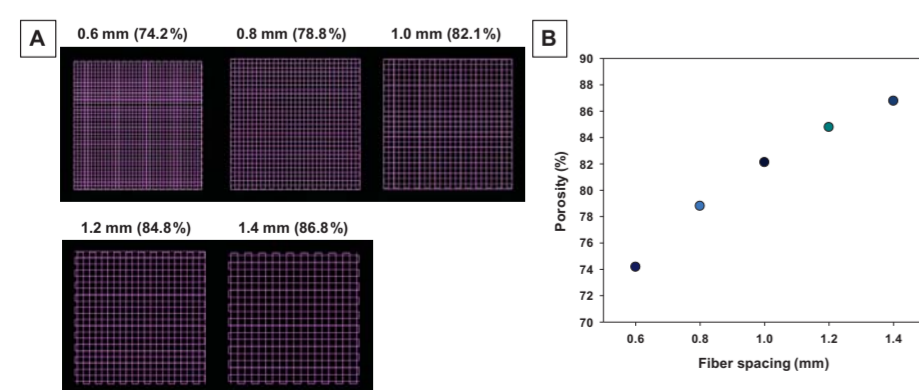 A
0.6 mm (74.2%)
0.8 mm (78.8%)
1.0 mm (82.1%)
1.2 mm (84.8%)
1.4 mm (86.8%)
B
90
88
86
84
82
80
78
76
74
72
70
Porosity (%)
0.6
0.8
1.0
1.2
1.4
Fiber spacing (mm)